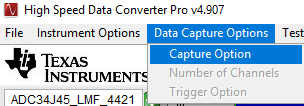 High Speed Data Converter Pro v4.907
File Instrument Options Data Capture Options Test
Capture Option
TEXAS
INSTRUMENTS
Number of Channels
Trigger Option
ADC34J45_LMF_4421